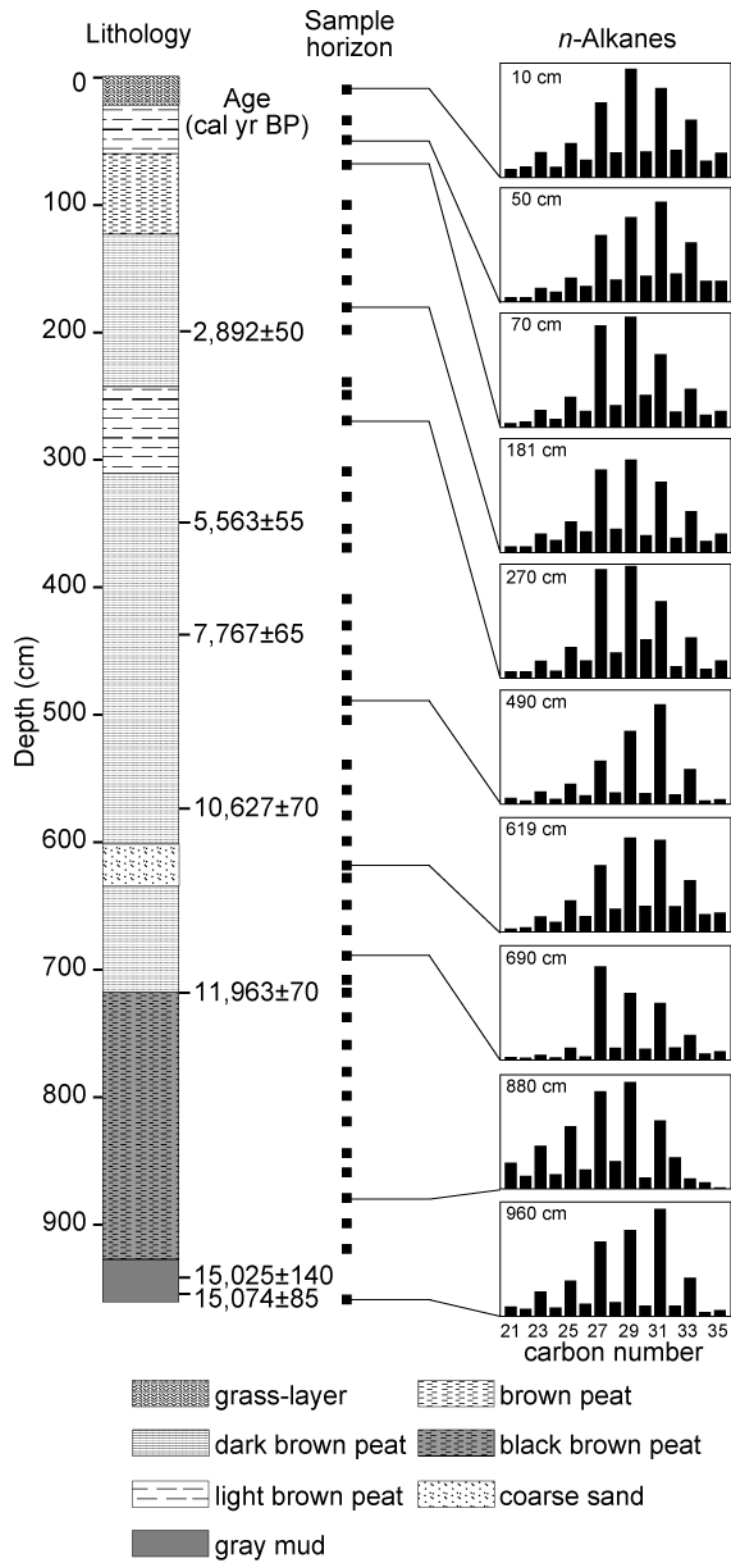 Lithology
Sample
horizon
n-Alkanes
Age
(cal yr BP)
Depth (cm)
0
100
200
300
400
500
600
700
800
900
2,892±50
5,563±55
7,767±65
10,627±70
11,963±70
15,025±140
15,074±85
10 cm
50 cm
70 cm
181 cm
270 cm
490 cm
619 cm
690 cm
880 cm
960 cm
21 23 25 27 29 31 33 35
carbon number
grass-layer
brown peat
dark brown peat
black brown peat
light brown peat
coarse sand
gray mud